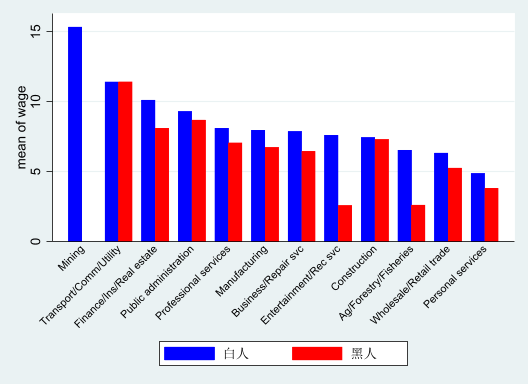 mean of wage
15
10
5
0
Mining
Transport/Comm/Utility
Finance/Ins/Real estate
Public administration
Professional services
Manufacturing
Business/Repair svc
Entertainment/Rec svc
Construction
Ag/Forestry/Fisheries
Wholesale/Retail trade
Personal services
白人 黑人